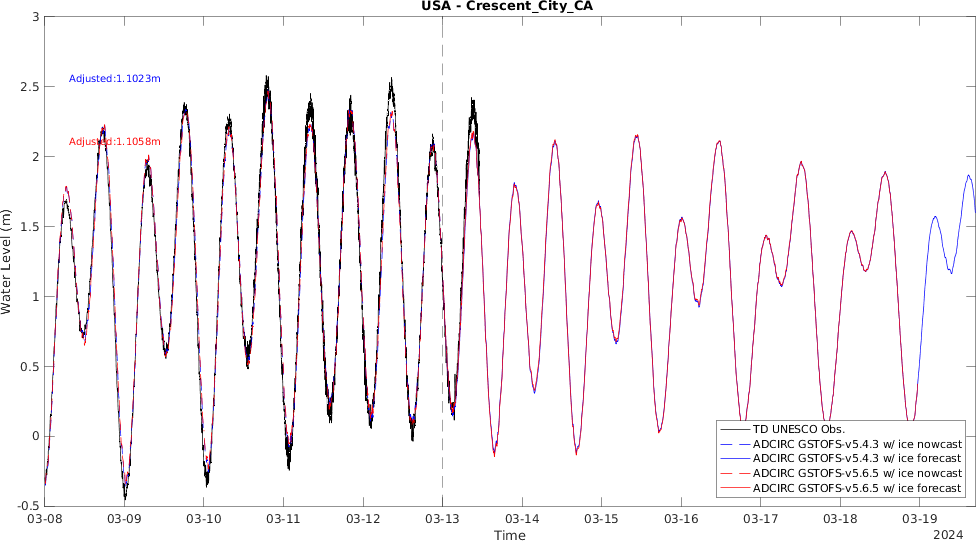 USA - Crescent_City_CA
3
2.5
2
1.5
1
0.5
0
-0.5
Water Level (m)
Adjusted:1.1023m
Adjusted:1.1058m
TD UNESCO Obs.
ADCIRC GSTOFS-v5.4.3 w/ ice nowcast
ADCIRC GSTOFS-v5.4.3 w/ ice forecast
ADCIRC GSTOFS-v5.6.5 w/ ice nowcast
ADCIRC GSTOFS-v5.6.5 w/ ice forecast
03-08 03-09 03-10 03-11 03-12 03-13 03-14 03-15 03-16 03-17 03-18 03-19
Time
2024